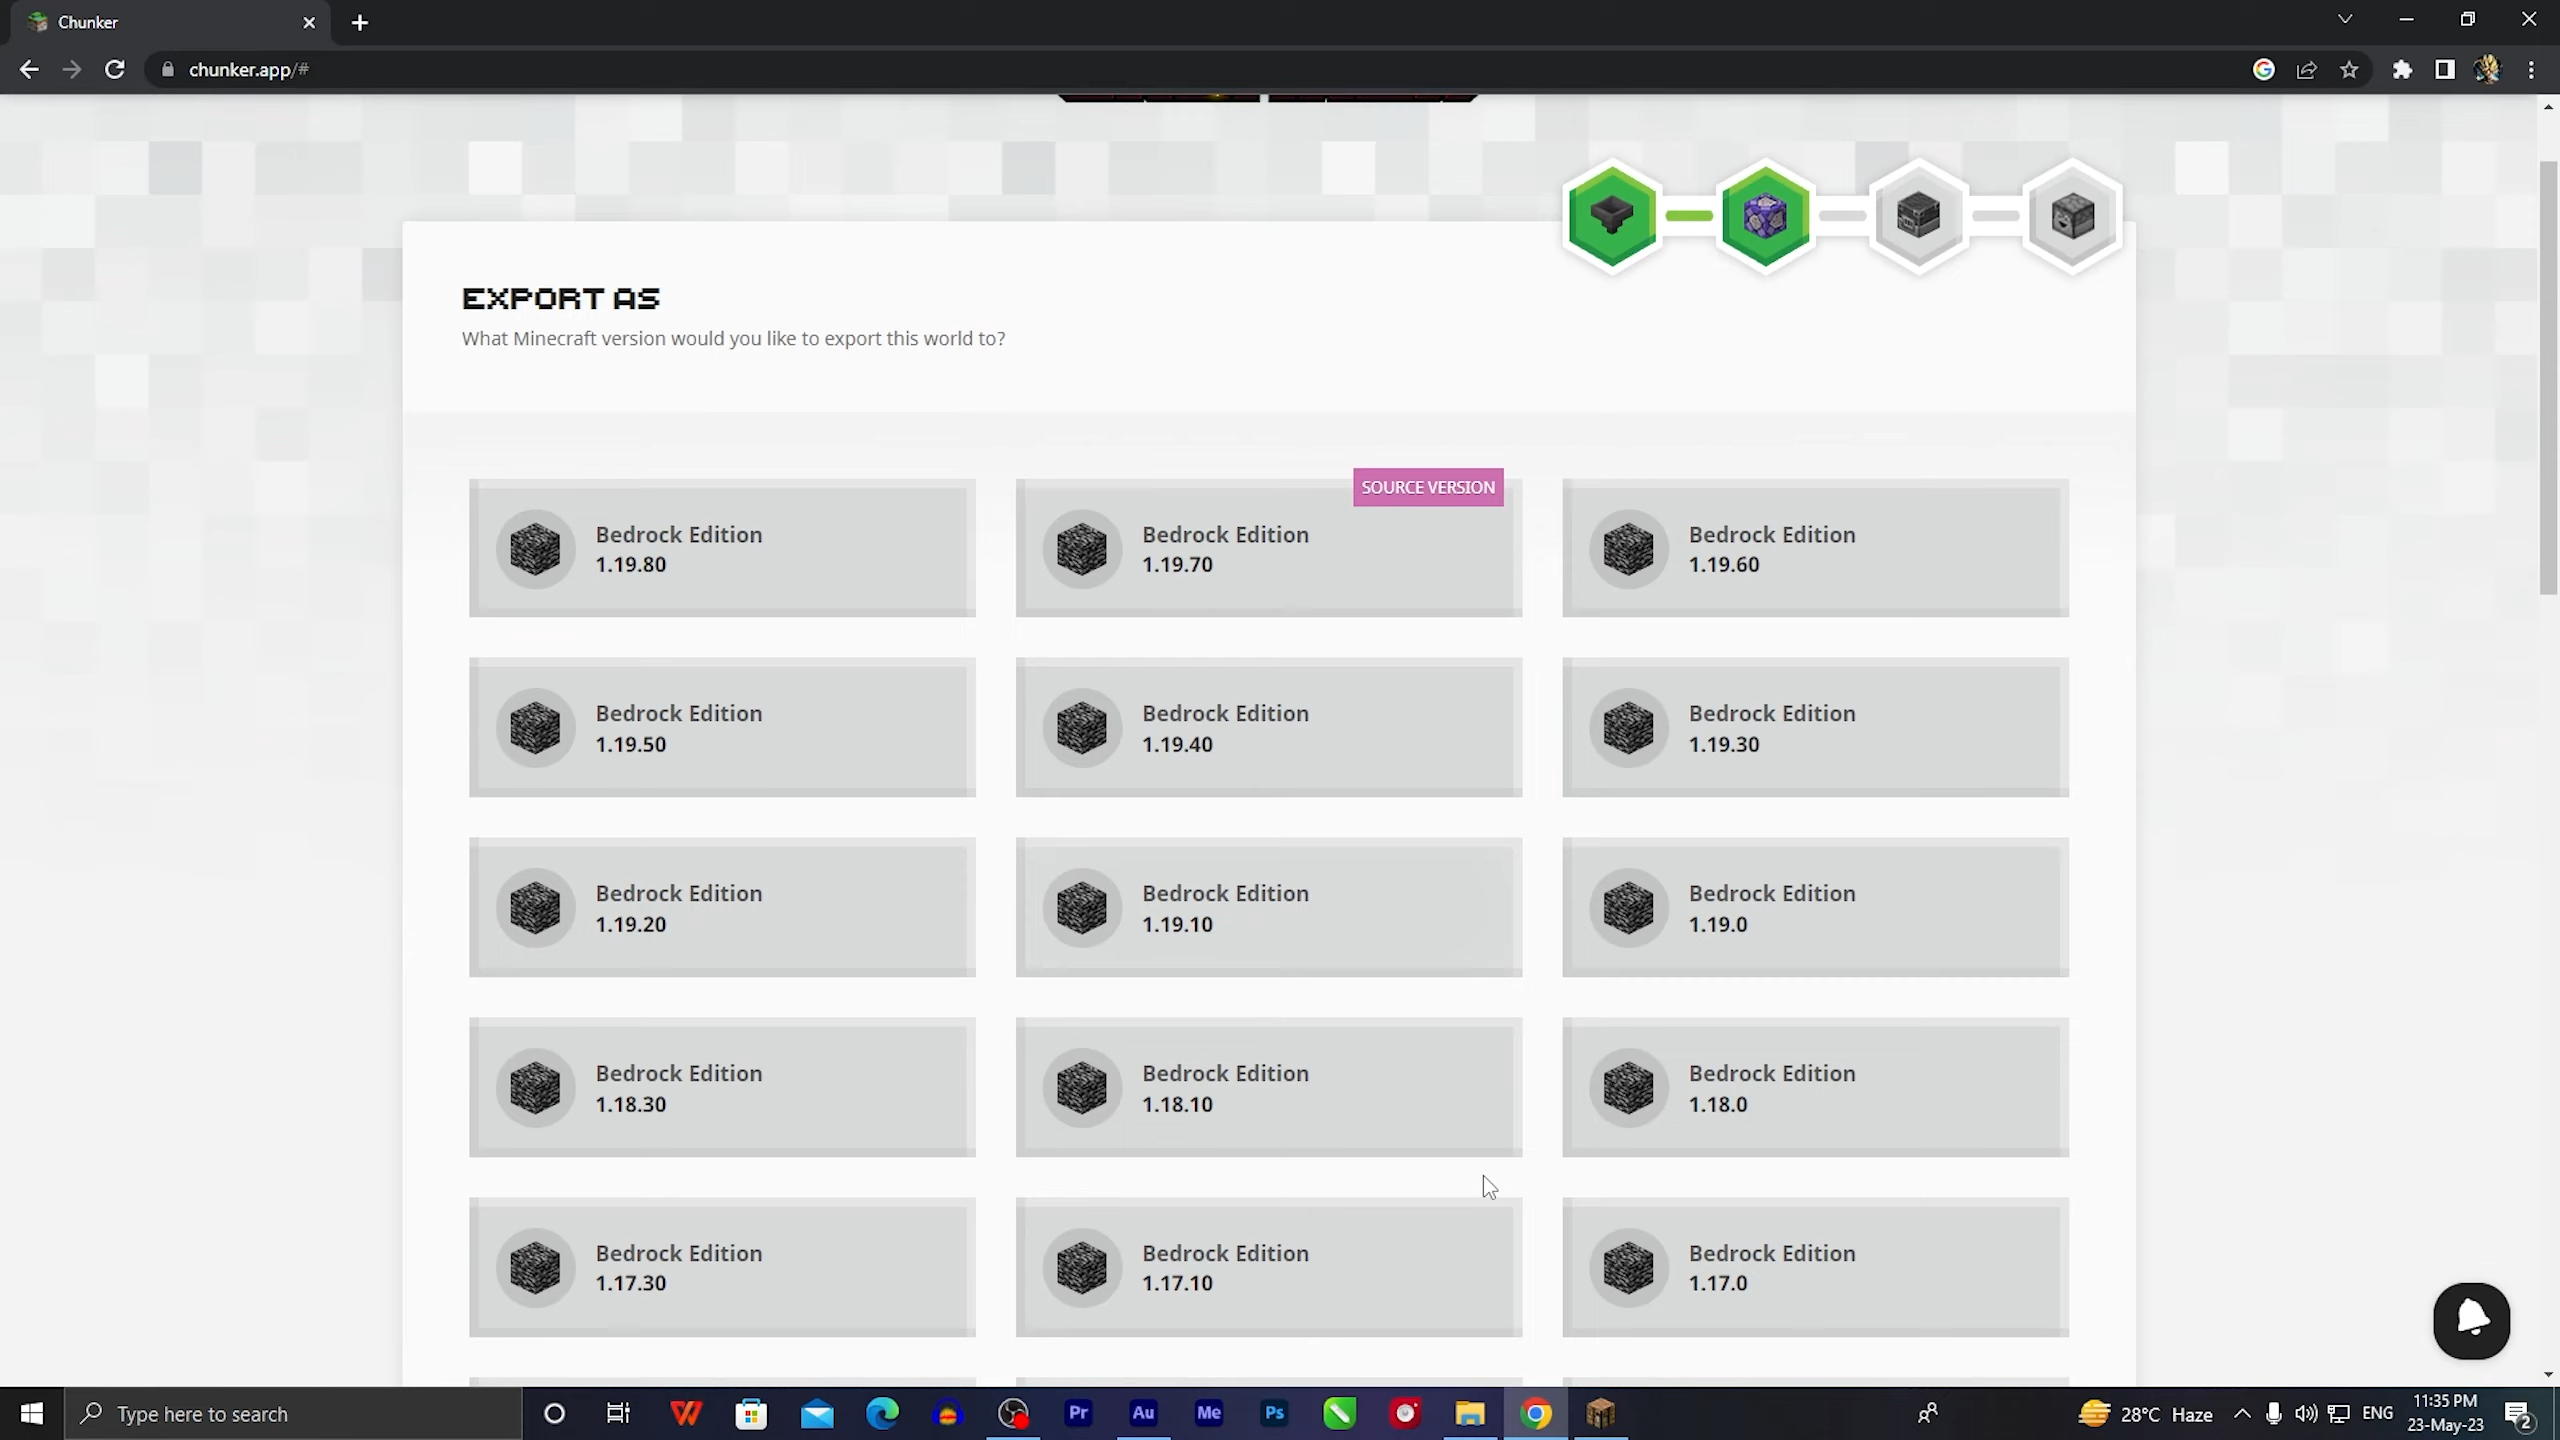 Chunker
chunker.app/#
EXPORT AS
What Minecraft version would you like to export this world to?
SOURCE VERSION
Bedrock Edition
1.19.80
Bedrock Edition
1.19.70
Bedrock Edition
1.19.60
Bedrock Edition
1.19.50
Bedrock Edition
1.19.40
Bedrock Edition
1.19.30
Bedrock Edition
1.19.20
Bedrock Edition
1.19.10
Bedrock Edition
1.19.0
Bedrock Edition
1.18.30
Bedrock Edition
1.18.10
Bedrock Edition
1.18.0
Bedrock Edition
1.17.30
Bedrock Edition
1.17.10
Bedrock Edition
1.17.0
Type here to search
Pr
Au
Me
Ps
28°C Haze
ENG
11:35 PM
23-May-23
2